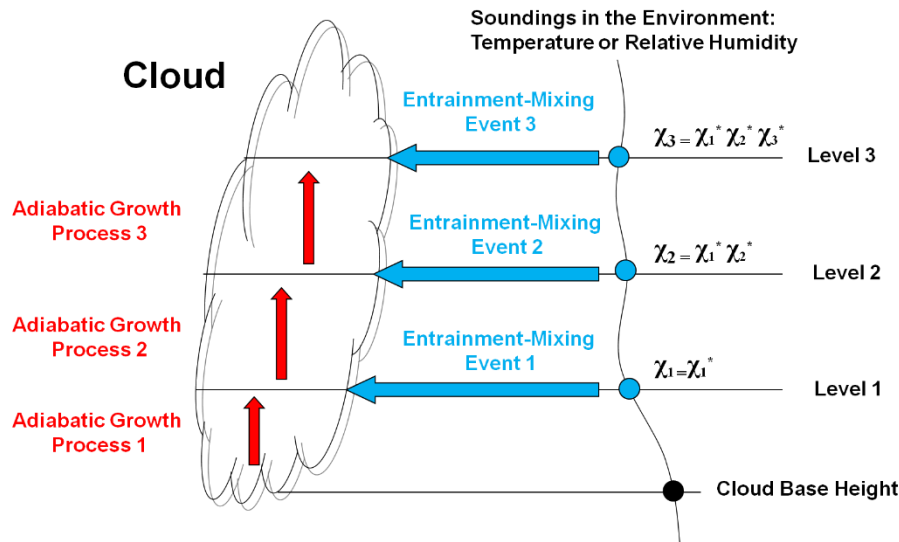 Soundings in the Environment:
Temperature or Relative Humidity
Cloud
Entrainment-Mixing
Event 3
χ₃ = χ₁* χ₂* χ₃*
Level 3
Adiabatic Growth
Process 3
Entrainment-Mixing
Event 2
χ₂ = χ₁* χ₂*
Level 2
Adiabatic Growth
Process 2
Entrainment-Mixing
Event 1
χ₁=χ₁*
Level 1
Adiabatic Growth
Process 1
Cloud Base Height